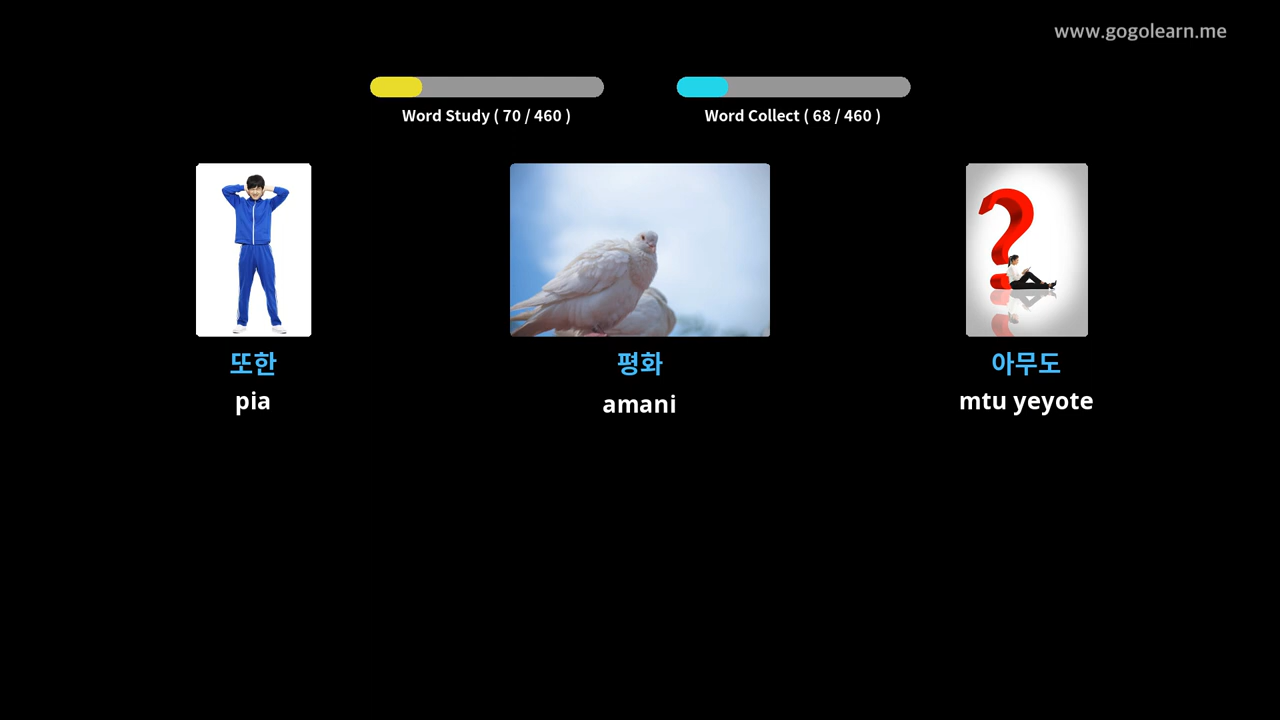 www.gogolearn.me
Word Study ( 70 / 460 )
Word Collect ( 68 / 460 )
또한
평화
아무도
pia
amani
mtu yeyote